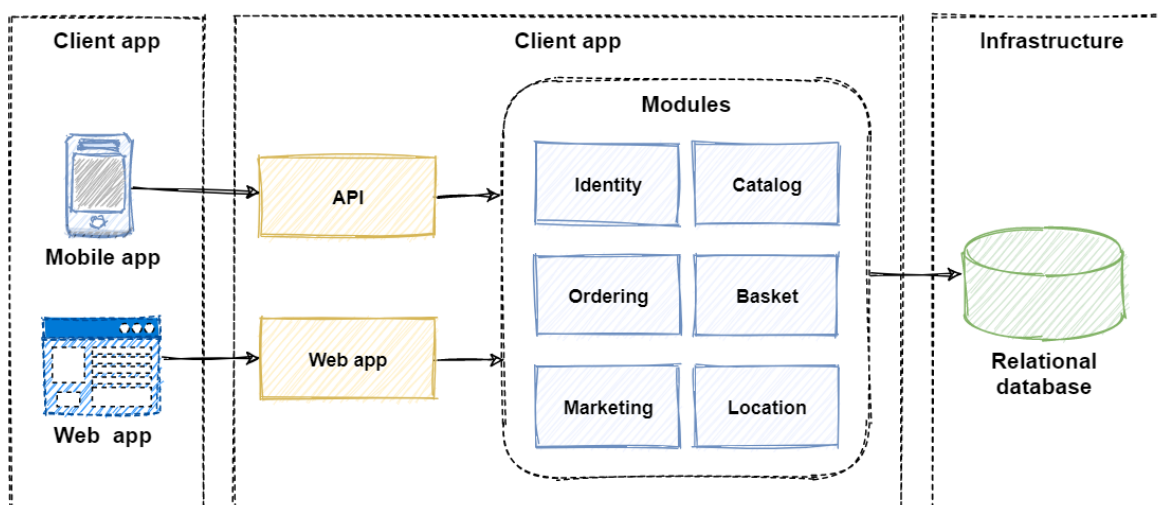 Client app
Mobile app
Web app
Client app
API
Web app
Modules
Identity
Catalog
Ordering
Basket
Marketing
Location
Infrastructure
Relational
database